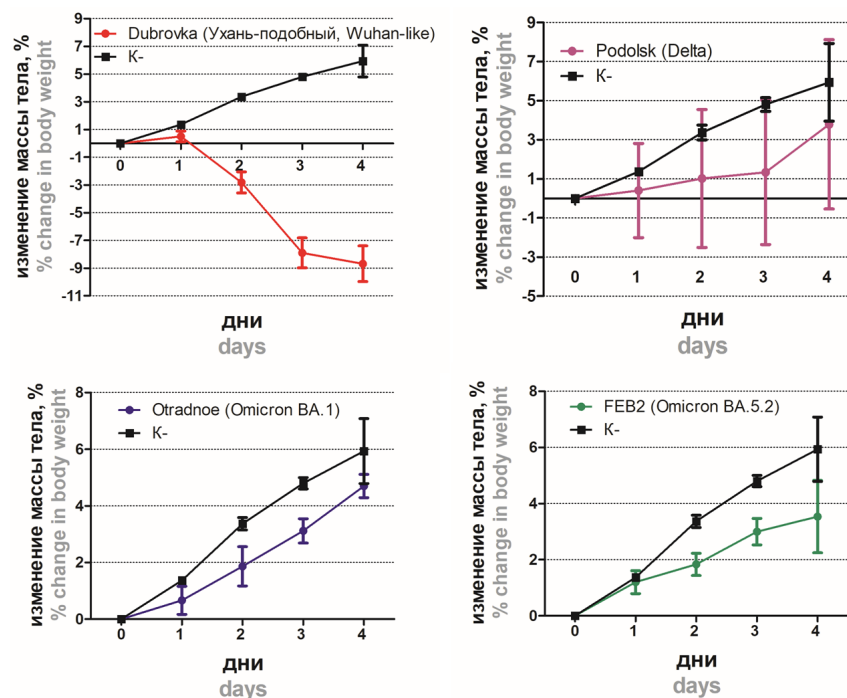 изменение массы тела, %
% change in body weight
9
7
5
3
1
-1
-3
-5
-7
-9
-11
Dubrovka (Ухань-подобный, Wuhan-like)
К-
0 1 2 3 4
дни
days
изменение массы тела, %
% change in body weight
9
7
5
3
1
-1
-3
-5
Podolsk (Delta)
К-
0 1 2 3 4
дни
days
изменение массы тела, %
% change in body weight
8
6
4
2
0
Otradnoe (Omicron BA.1)
К-
0 1 2 3 4
дни
days
изменение массы тела, %
% change in body weight
8
6
4
2
0
FEB2 (Omicron BA.5.2)
К-
0 1 2 3 4
дни
days